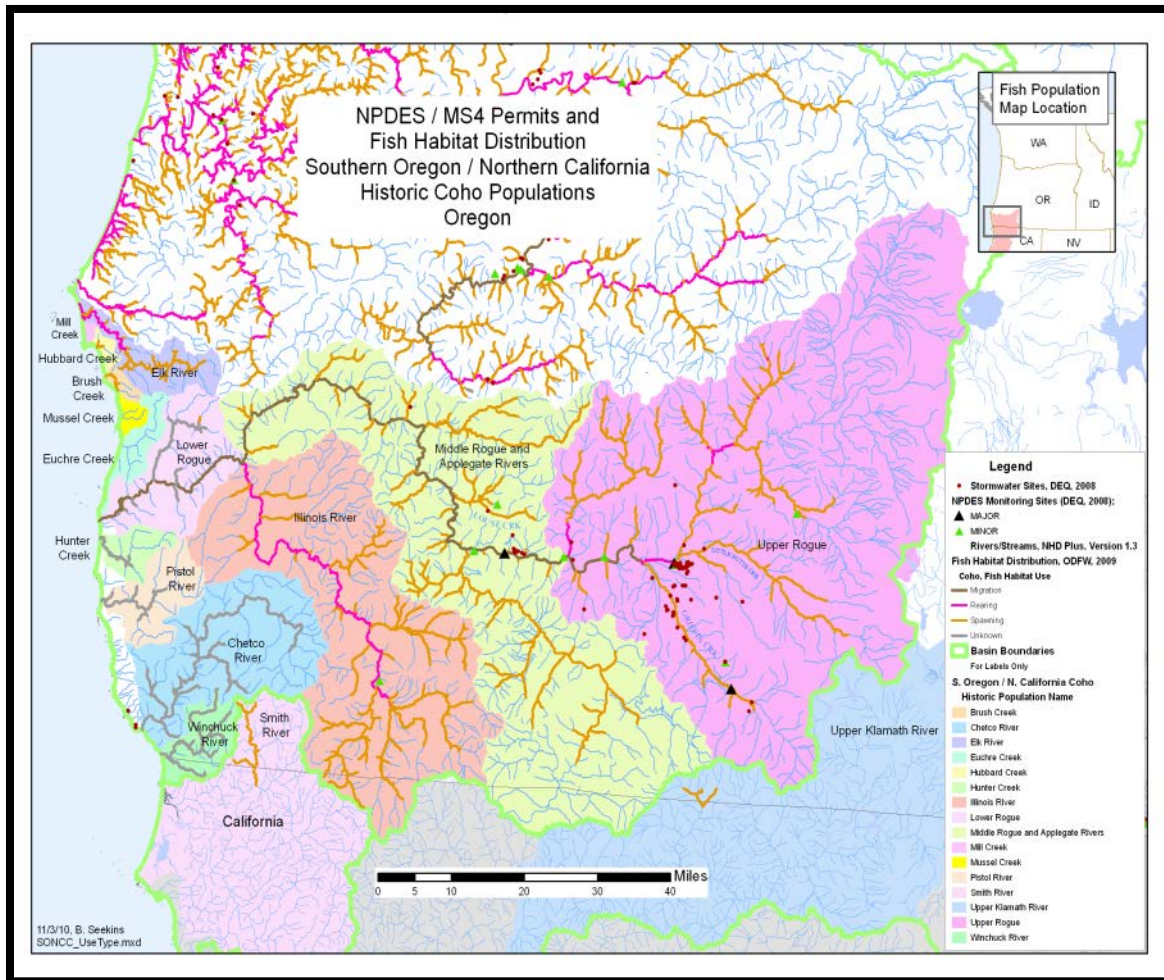 NPDES / MS4 Permits and
Fish Habitat Distribution
Southern Oregon / Northern California
Historic Coho Populations
Oregon
Fish Population
Map Location
WA
OR
ID
CA
NV
Mill
Creek
Hubbard Creek
Elk River
Brush
Creek
Mussel Creek
Euchre Creek
Lower
Rogue
Middle Rogue and
Applegate Rivers
Illinois River
Upper Rogue
Hunter
Creek
Pistol
River
Chetco
River
Winchuck
River
Smith
River
Upper Klamath River
California
Miles
0 5 10 20 30 40
Legend
Stormwater Sites, DEQ, 2008
NPDES Monitoring Sites (DEQ, 2008):
MAJOR
MINOR
Rivers/Streams, NHD Plus, Version 1.3
Fish Habitat Distribution, ODFW, 2009
Coho, Fish Habitat Use
Migration
Rearing
Spawning
Unknown
Basin Boundaries
For Labels Only
S. Oregon / N. California Coho
Historic Population Name
Brush Creek
Chetco River
Elk River
Euchre Creek
Hubbard Creek
Hunter Creek
Illinois River
Lower Rogue
Middle Rogue and Applegate Rivers
Mill Creek
Mussel Creek
Pistol River
Smith River
Upper Klamath River
Upper Rogue
Winchuck River
11/3/10, B. Seekins
SONCC_UseType.mxd